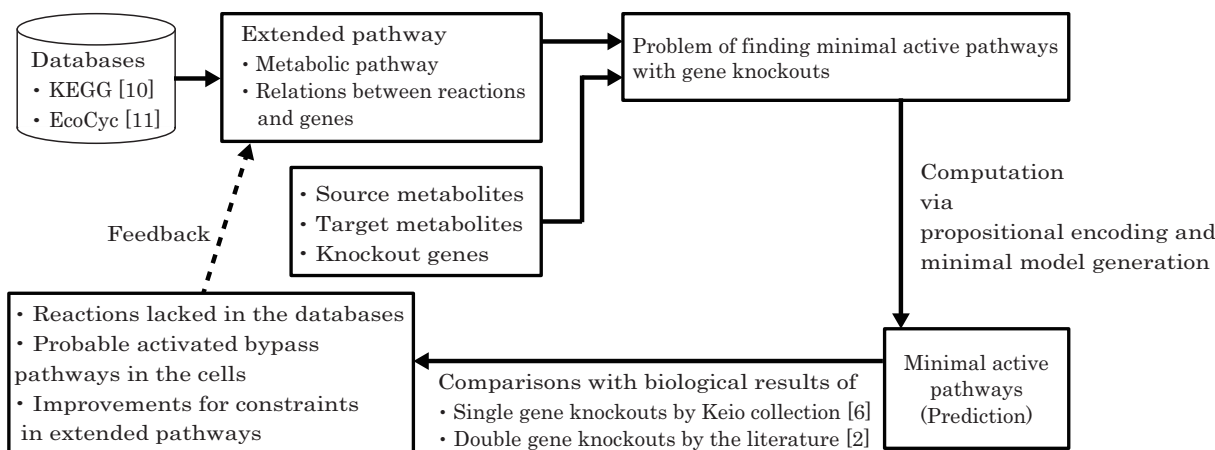 Databases
・KEGG [10]
・EcoCyc [11]
Extended pathway
・Metabolic pathway
・Relations between reactions
and genes
Problem of finding minimal active pathways
with gene knockouts
・Source metabolites
・Target metabolites
・Knockout genes
Computation
via
propositional encoding and
minimal model generation
Feedback
・Reactions lacked in the databases
・Probable activated bypass
pathways in the cells
・Improvements for constraints
in extended pathways
Comparisons with biological results of
・Single gene knockouts by Keio collection [6]
・Double gene knockouts by the literature [2]
Minimal active
pathways
(Prediction)